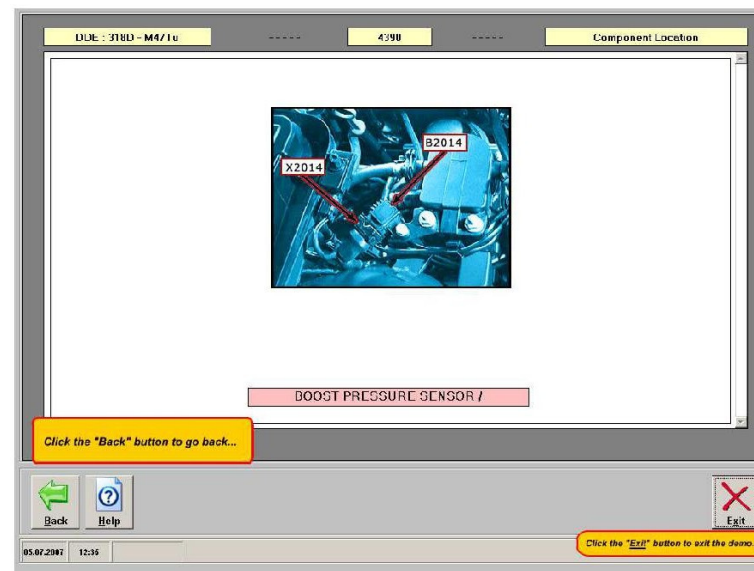 DDE : 318D - M47Tu ----- 4390 ----- Component Location
B2014
X2014
BOOST PRESSURE SENSOR /
Click the "Back" button to go back...
Back Help Exit
Click the "Exit" button to exit the demo.
05.07.2007 12:36